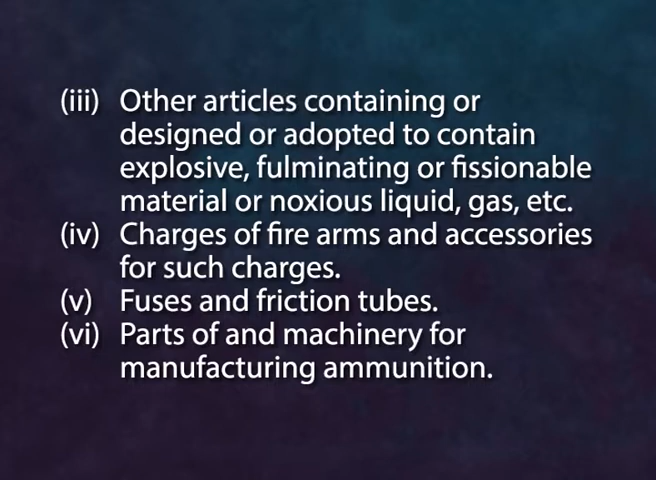 (iii) Other articles containing or
designed or adopted to contain
explosive, fulminating or fissionable
material or noxious liquid, gas, etc.
(iv) Charges of fire arms and accessories
for such charges.
(v) Fuses and friction tubes.
(vi) Parts of and machinery for
manufacturing ammunition.